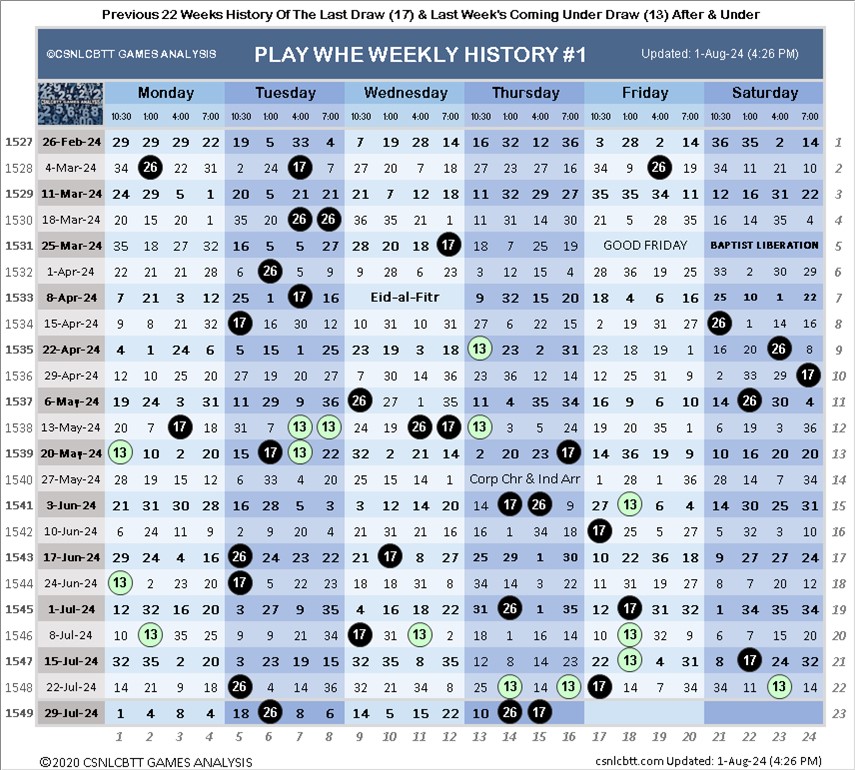 Previous 22 Weeks History Of The Last Draw (17) & Last Week's Coming Under Draw (13) After & Under
©CSNLCBTT GAMES ANALYSIS PLAY WHE WEEKLY HISTORY #1 Updated: 1-Aug-24 (4:26 PM)
CSNLCBTT GAMES ANALYSIS Monday Tuesday Wednesday Thursday Friday Saturday
10:30 1:00 4:00 7:00 10:30 1:00 4:00 7:00 10:30 1:00 4:00 7:00 10:30 1:00 4:00 7:00 10:30 1:00 4:00 7:00 10:30 1:00 4:00 7:00
1527 26-Feb-24 29 29 29 22 19 5 33 4 7 19 28 14 16 32 12 36 3 28 2 14 36 35 2 14 1
1528 4-Mar-24 34 26 22 31 2 24 17 7 27 20 7 18 27 23 27 16 34 9 26 19 34 11 21 10 2
1529 11-Mar-24 24 29 5 1 20 5 21 21 21 7 12 18 11 32 29 27 35 35 34 11 12 16 31 22 3
1530 18-Mar-24 20 15 20 1 35 20 26 26 36 35 21 1 11 31 14 30 21 5 28 35 16 14 35 4 4
1531 25-Mar-24 35 18 27 32 16 5 5 27 28 20 18 17 18 7 25 19 GOOD FRIDAY BAPTIST LIBERATION 5
1532 1-Apr-24 22 21 21 28 6 26 5 9 9 28 6 23 3 12 15 4 28 36 19 25 33 2 30 29 6
1533 8-Apr-24 7 21 3 12 25 1 17 16 Eid-al-Fitr 9 32 15 20 18 4 6 16 25 10 1 22 7
1534 15-Apr-24 9 8 21 32 17 16 30 12 10 31 10 31 27 6 22 15 2 19 31 27 26 1 14 16 8
1535 22-Apr-24 4 1 24 6 5 15 1 25 23 19 3 18 13 23 2 31 23 18 19 1 16 20 26 8 9
1536 29-Apr-24 12 10 25 20 27 19 20 27 7 30 14 36 23 36 12 14 12 25 31 9 2 33 29 17 10
1537 6-May-24 19 24 3 31 11 29 9 36 26 27 1 35 11 4 35 34 16 9 6 10 14 26 30 4 11
1538 13-May-24 20 7 17 3 31 7 13 13 24 19 26 17 13 3 5 24 19 20 35 1 6 19 3 36 12
1539 20-May-24 13 10 2 20 15 17 13 22 32 2 8 14 2 20 23 17 14 36 19 9 10 16 20 20 13
1540 27-May-24 28 19 15 12 6 33 4 20 25 15 14 1 Corp Chr & Ind Arr 1 28 1 36 28 14 7 34 14
1541 3-Jun-24 21 31 30 28 16 28 5 3 3 12 14 20 14 17 26 9 27 13 6 4 14 30 25 31 15
1542 10-Jun-24 6 24 11 9 2 9 20 4 21 31 21 16 16 1 34 18 17 25 1 16 5 32 3 10 16
1543 17-Jun-24 29 24 4 16 26 24 23 22 21 17 8 27 25 29 1 30 10 22 36 18 9 27 27 24 17
1544 24-Jun-24 13 2 23 20 17 5 22 23 18 18 31 8 34 14 3 22 11 31 19 27 8 7 20 12 18
1545 1-Jul-24 12 32 16 20 3 27 9 35 4 16 18 22 31 26 1 35 12 17 31 32 1 34 35 34 19
1546 8-Jul-24 10 13 35 25 9 9 21 34 17 31 13 2 18 1 16 14 10 13 32 9 6 7 15 20 20
1547 15-Jul-24 32 35 2 20 3 23 19 15 32 35 8 35 12 8 14 23 22 13 4 31 8 17 24 32 21
1548 22-Jul-24 14 21 9 18 26 4 14 36 32 21 34 8 25 13 14 13 17 14 7 34 34 11 13 14 22
1549 29-Jul-24 1 4 8 4 18 26 8 6 14 5 15 22 10 26 17 23
1 2 3 4 5 6 7 8 9 10 11 12 13 14 15 16 17 18 19 20 21 22 23 24
©2020 CSNLCBTT GAMES ANALYSIS csnlcbtt.com Updated: 1-Aug-24 (4:26 PM)